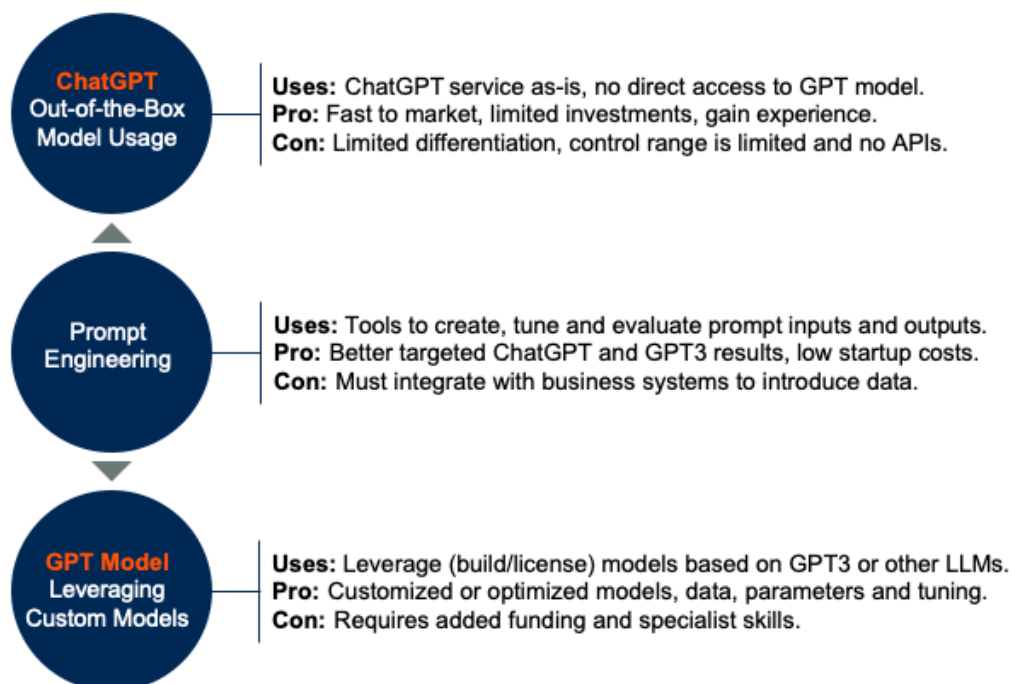 ChatGPT
Out-of-the-Box
Model Usage
Uses: ChatGPT service as-is, no direct access to GPT model.
Pro: Fast to market, limited investments, gain experience.
Con: Limited differentiation, control range is limited and no APIs.
Prompt
Engineering
Uses: Tools to create, tune and evaluate prompt inputs and outputs.
Pro: Better targeted ChatGPT and GPT3 results, low startup costs.
Con: Must integrate with business systems to introduce data.
GPT Model
Leveraging
Custom Models
Uses: Leverage (build/license) models based on GPT3 or other LLMs.
Pro: Customized or optimized models, data, parameters and tuning.
Con: Requires added funding and specialist skills.